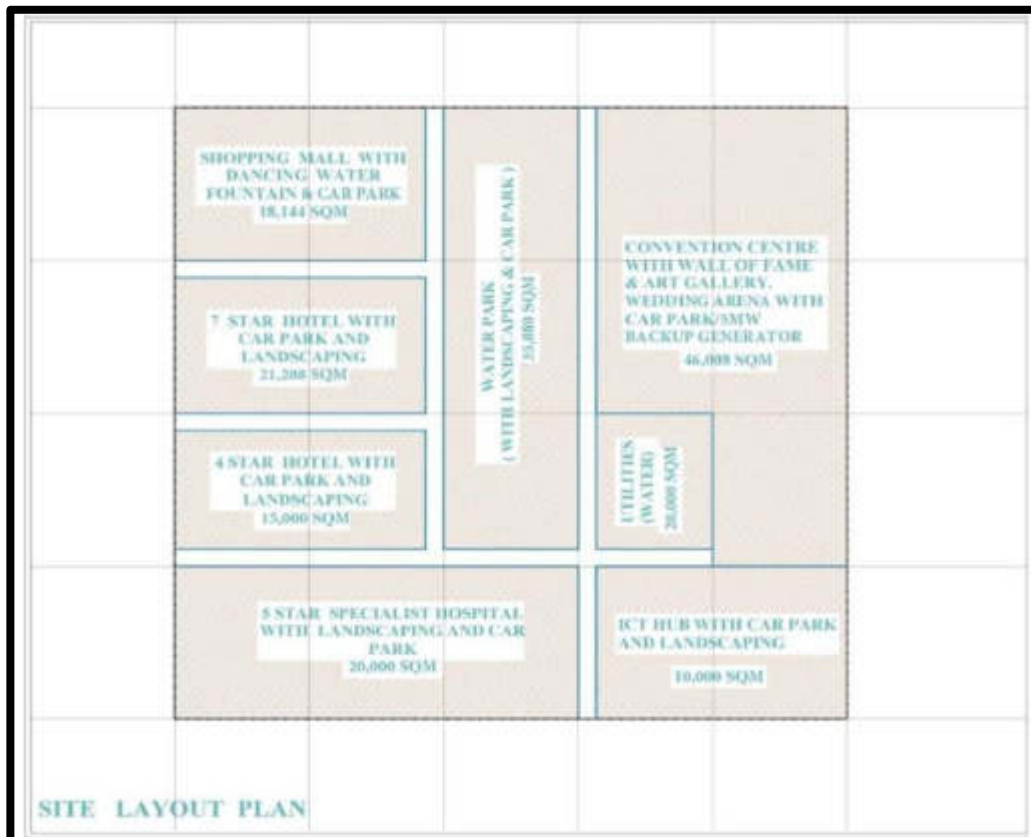 SHOPPING MALL WITH
DANCING WATER
FOUNTAIN & CAR PARK
18,144 SQM
7 STAR HOTEL WITH
CAR PARK AND
LANDSCAPING
21,288 SQM
4 STAR HOTEL WITH
CAR PARK AND
LANDSCAPING
15,000 SQM
WATER PARK
( WITH LANDSCAPING & CAR PARK )
SQM
CONVENTION CENTRE
WITH WALL OF FAME
& ART GALLERY.
WEDDING ARENA WITH
CAR PARK/5MW
BACKUP GENERATOR
SQM
UTILITIES
(WATER)
20,000 SQM
5 STAR SPECIALIST HOSPITAL
WITH LANDSCAPING AND CAR
PARK
20,000 SQM
ICT HUB WITH CAR PARK
AND LANDSCAPING
10,000 SQM
SITE LAYOUT PLAN